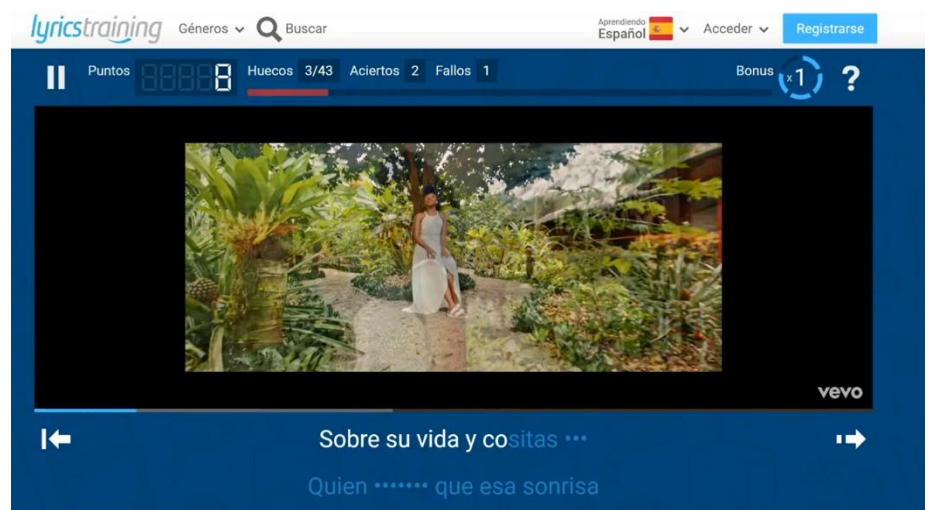 lyricstraining Géneros Buscar Aprendiendo Español Acceder Registrarse
Puntos 8 Huecos 3/43 Aciertos 2 Fallos 1 Bonus x1 ?
vevo
Sobre su vida y cositas •••
Quien ••••••• que esa sonrisa